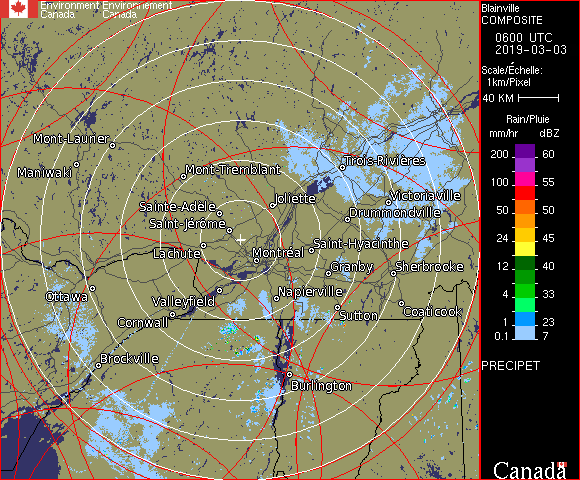 Environment Environnement
Canada Canada
Blainville
COMPOSITE
0600 UTC
2019-03-03
Scale/Échelle:
1km/Pixel
40 KM
Rain/Pluie
mm/hr dBZ
200 60
100 55
50 50
45
24 40
12 40
4 33
1 23
0.1 7
PRECIPET
Mont-Laurier
Maniwaki
Mont-Tremblant
Trois-Rivières
Joliette
Victoriaville
Sainte-Adèle
Drummondville
Saint-Jérôme
Saint-Hyacinthe
Lachute
Montréal
Granby
Sherbrooke
Ottawa
Valleyfield
Napierville
Cornwall
Sutton
Coaticook
Brockville
Burlington
Canada